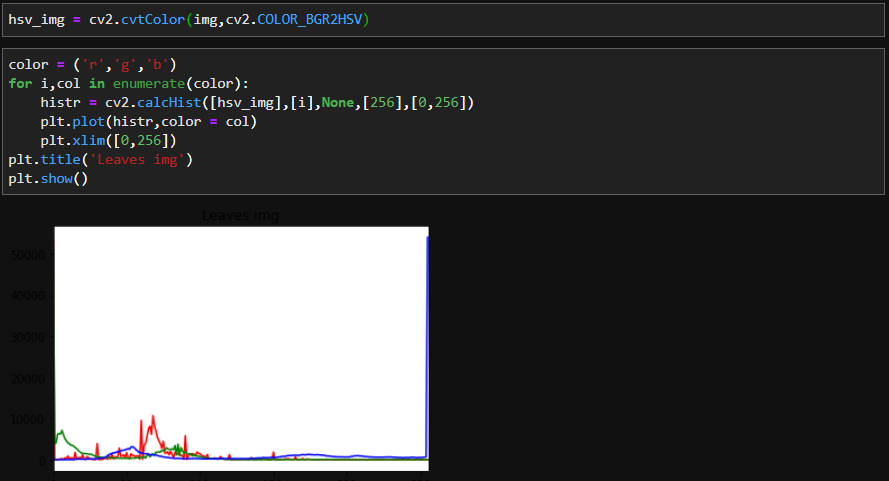 hsv_img = cv2.cvtColor(img,cv2.COLOR_BGR2HSV)
color = ('r','g','b')
for i,col in enumerate(color):
    histr = cv2.calcHist([hsv_img],[i],None,[256],[0,256])
    plt.plot(histr,color = col)
    plt.xlim([0,256])
plt.title('Leaves img')
plt.show()
Leaves img
50000
40000
30000
20000
10000
0